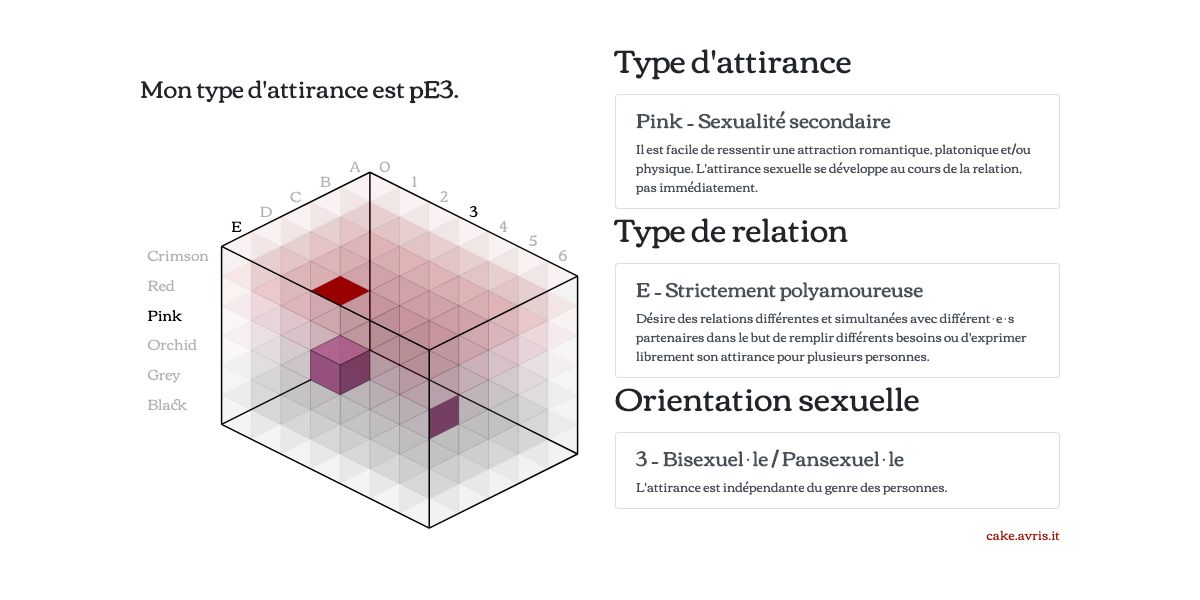 Mon type d'attirance est pE3.
A O
B 1
C 2
D 3
E 4
5
6
Crimson
Red
Pink
Orchid
Grey
Black
Type d'attirance
Pink - Sexualité secondaire
Il est facile de ressentir une attraction romantique, platonique et/ou
physique. L'attirance sexuelle se développe au cours de la relation,
pas immédiatement.
Type de relation
E - Strictement polyamoureuse
Désire des relations différentes et simultanées avec différent·e·s
partenaires dans le but de remplir différents besoins ou d'exprimer
librement son attirance pour plusieurs personnes.
Orientation sexuelle
3 - Bisexuel·le / Pansexuel·le
L'attirance est indépendante du genre des personnes.
cake.avris.it